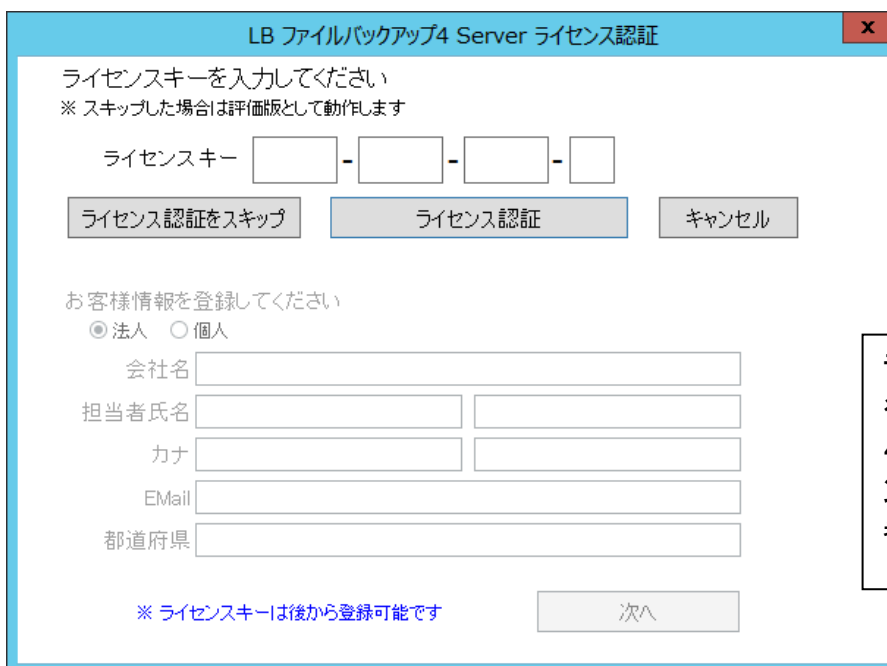 LB ファイルバックアップ4 Server ライセンス認証
x
ライセンスキーを入力してください
※ スキップした場合は評価版として動作します
ライセンスキー - - -
ライセンス認証をスキップ ライセンス認証 キャンセル
お客様情報を登録してください
法人 個人
会社名
担当者氏名
カナ
EMail
都道府県
※ ライセンスキーは後から登録可能です 次へ